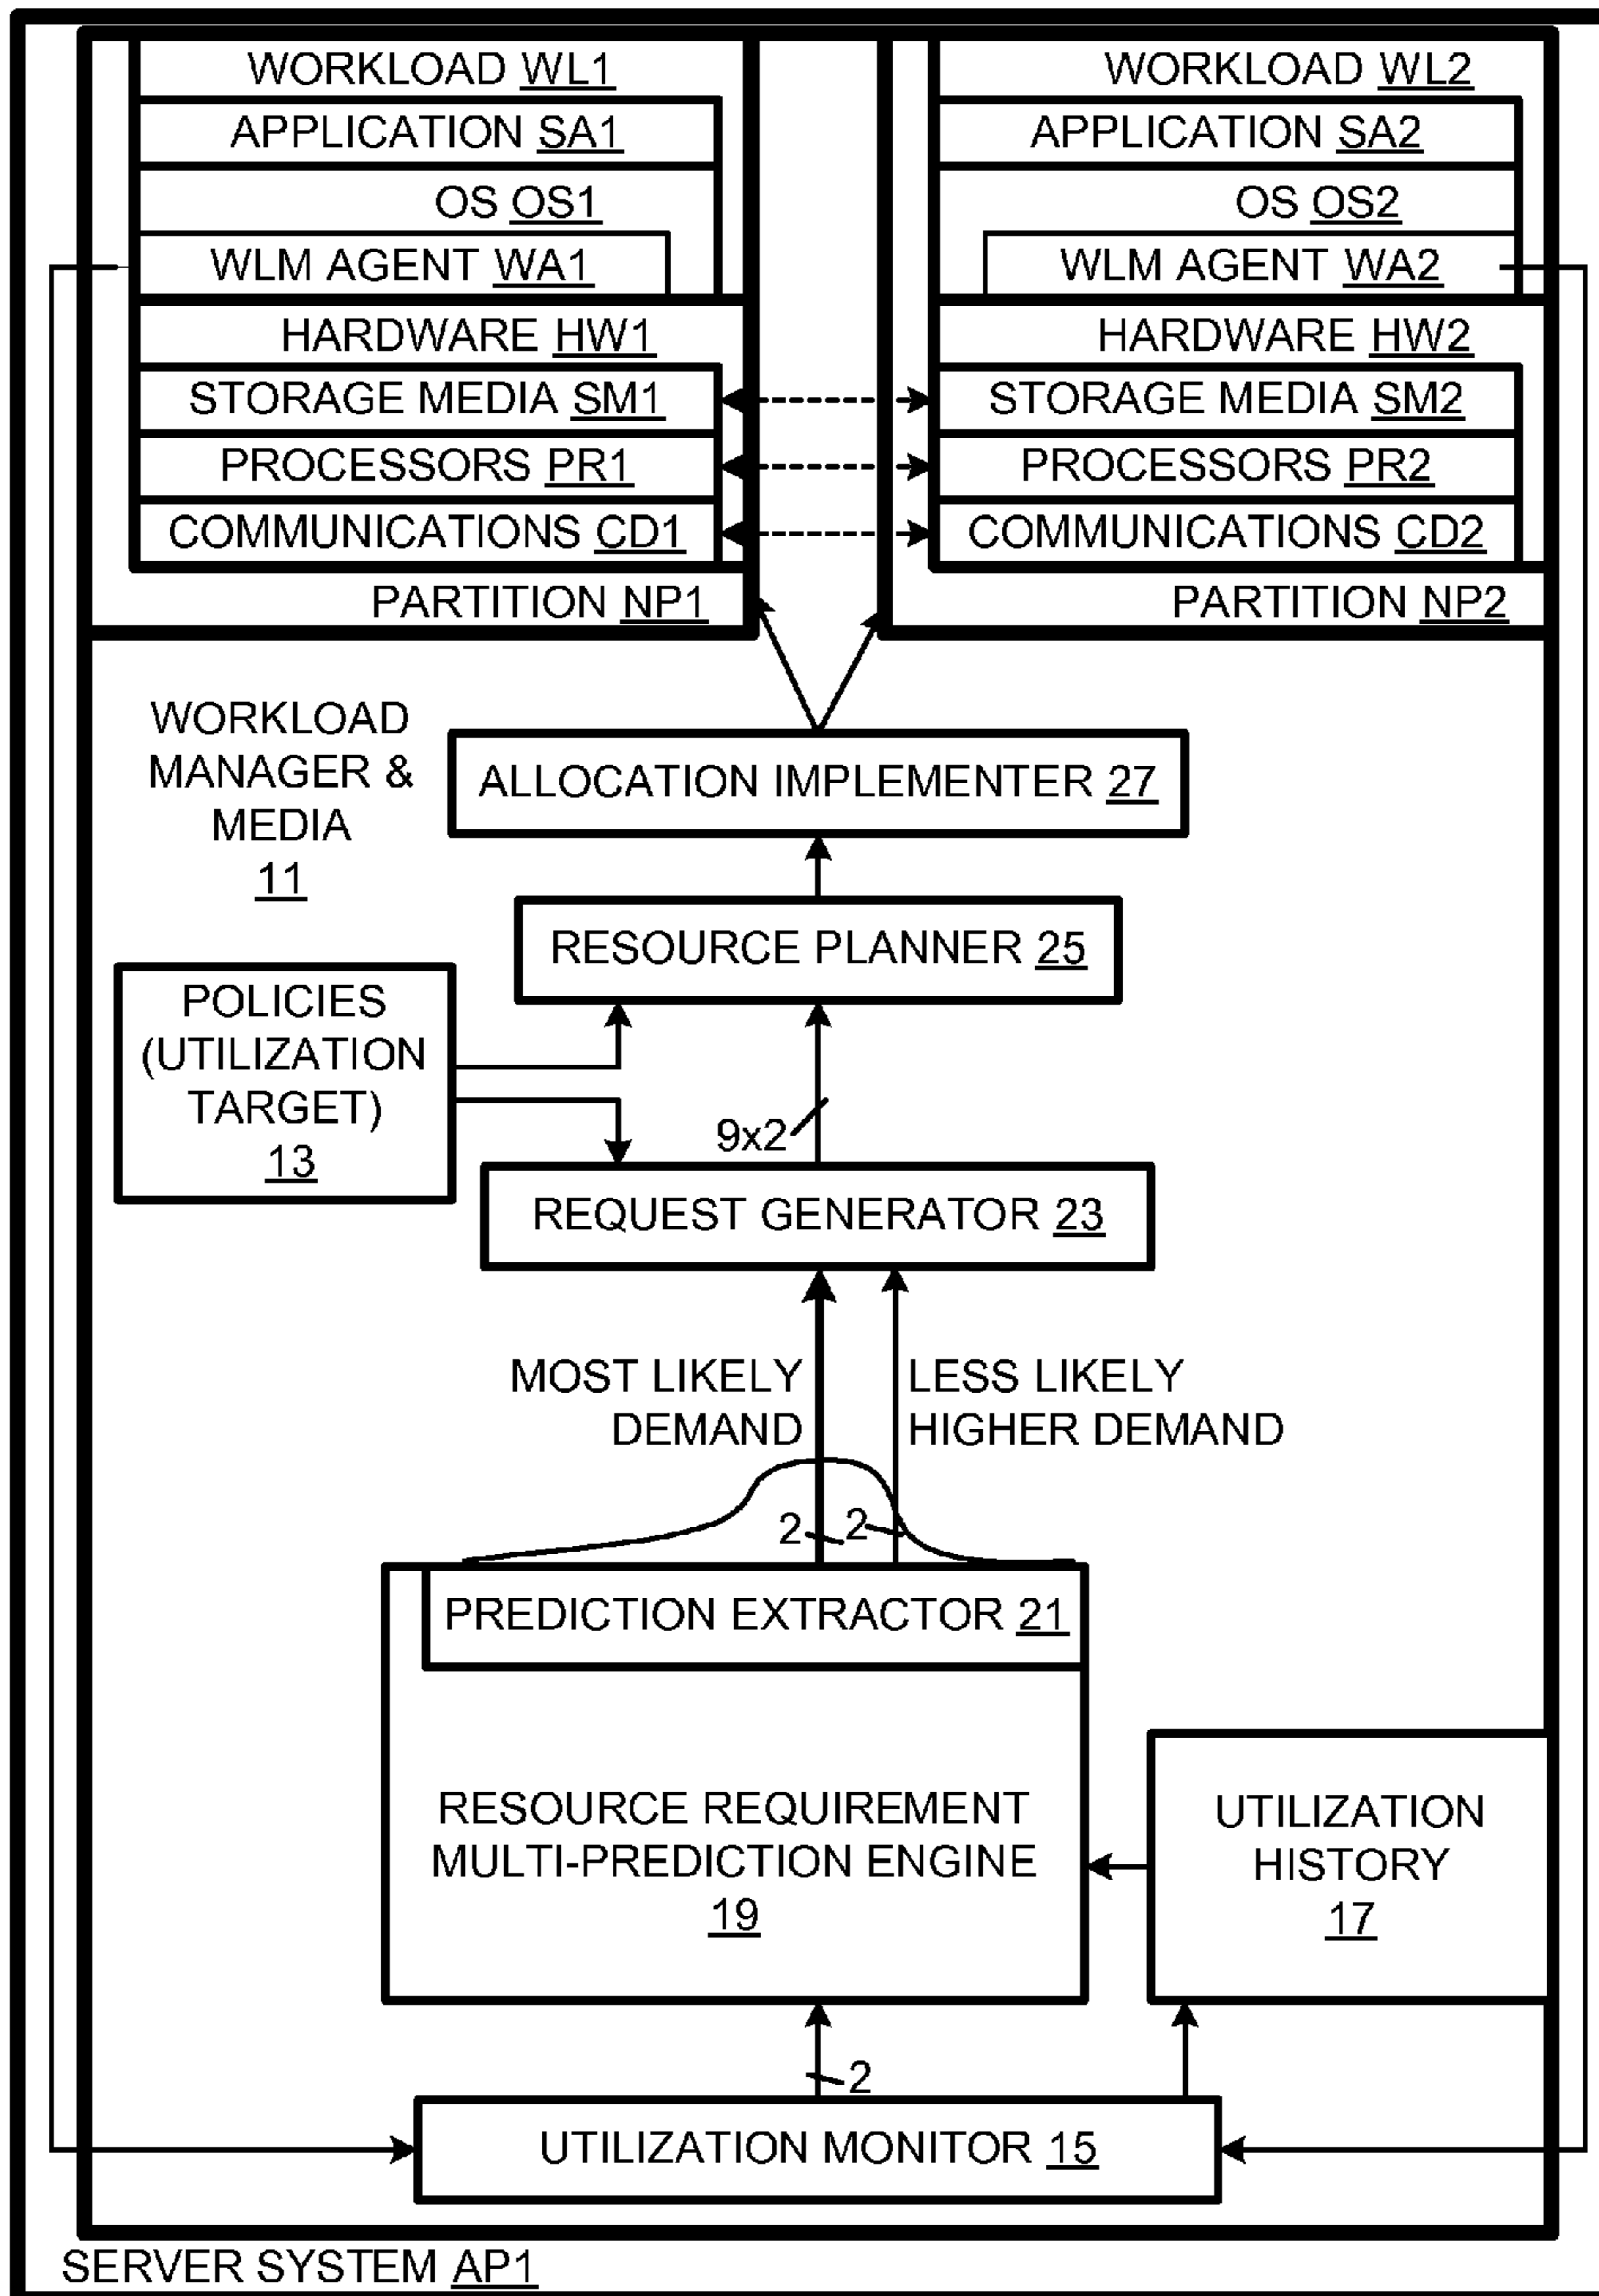 WORKLOAD WL1
APPLICATION SA1
OS OS1
WLM AGENT WA1
HARDWARE HW1
STORAGE MEDIA SM1
PROCESSORS PR1
COMMUNICATIONS CD1
PARTITION NP1
WORKLOAD WL2
APPLICATION SA2
OS OS2
WLM AGENT WA2
HARDWARE HW2
STORAGE MEDIA SM2
PROCESSORS PR2
COMMUNICATIONS CD2
PARTITION NP2
WORKLOAD
MANAGER &
MEDIA
11
ALLOCATION IMPLEMENTER 27
RESOURCE PLANNER 25
POLICIES
(UTILIZATION
TARGET)
13
9x2
REQUEST GENERATOR 23
MOST LIKELY
DEMAND
LESS LIKELY
HIGHER DEMAND
2
2
PREDICTION EXTRACTOR 21
RESOURCE REQUIREMENT
MULTI-PREDICTION ENGINE
19
UTILIZATION
HISTORY
17
2
UTILIZATION MONITOR 15
SERVER SYSTEM AP1